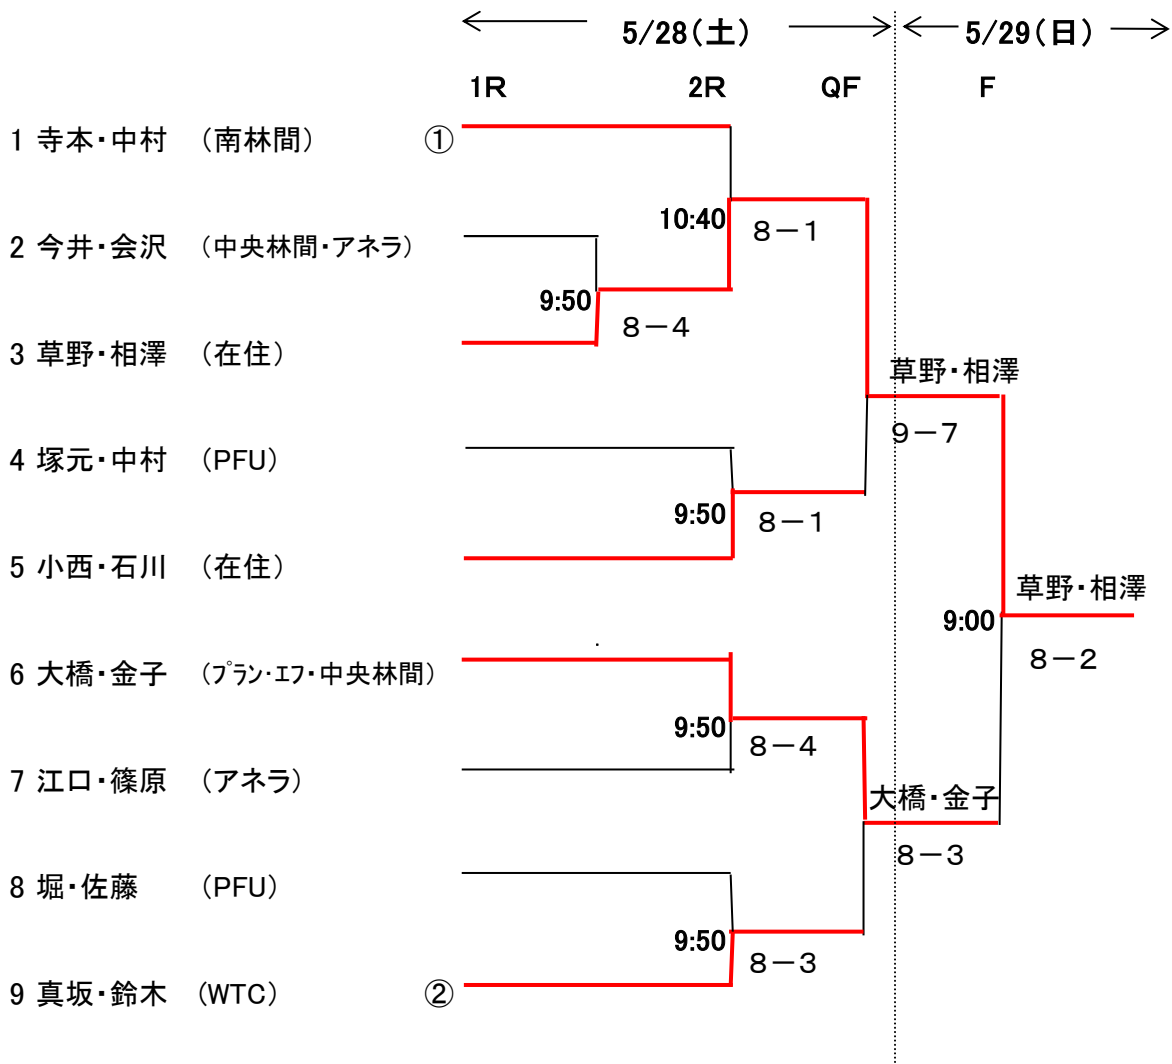 5/28(土) 5/29(日)
1R 2R QF F
1 寺本・中村 (南林間) ①
10:40 8－1
2 今井・会沢 (中央林間・アネラ)
9:50 8－4
3 草野・相澤 (在住)
草野・相澤
9－7
4 塚元・中村 (PFU)
9:50 8－1
5 小西・石川 (在住)
草野・相澤
9:00 8－2
6 大橋・金子 (プラン・エフ・中央林間)
9:50 8－4
7 江口・篠原 (アネラ)
大橋・金子
8－3
8 堀・佐藤 (PFU)
9:50 8－3
9 真坂・鈴木 (WTC) ②